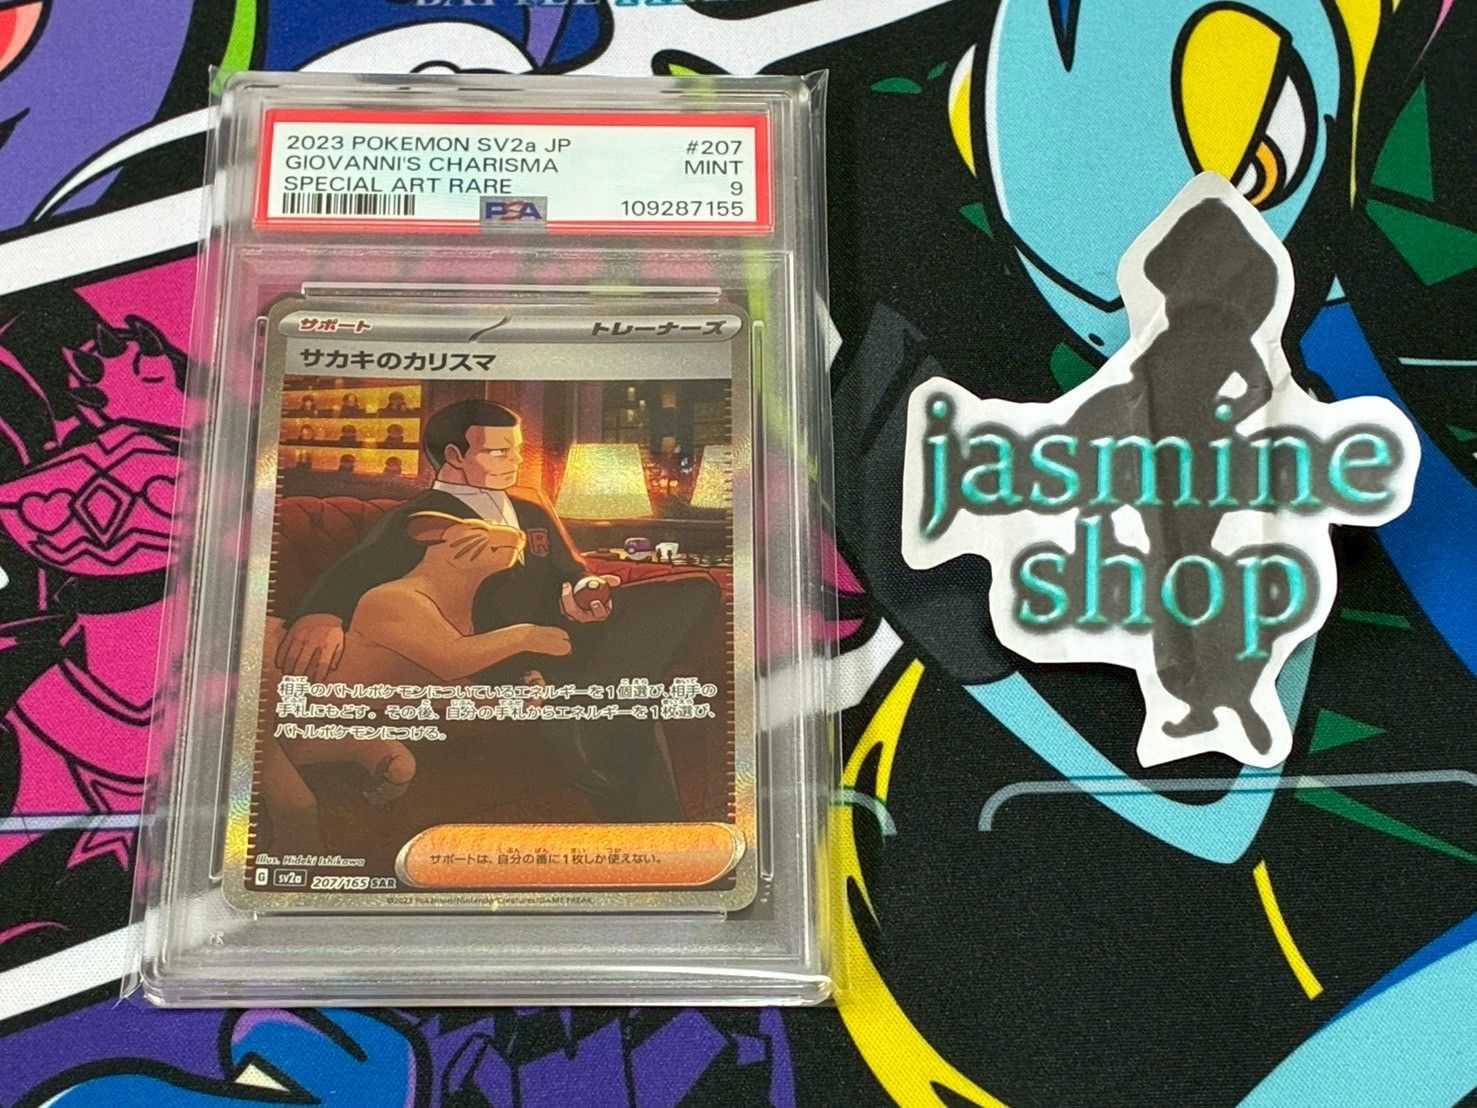 2023 POKEMON SV2a JP #207
GIOVANNI'S CHARISMA MINT
SPECIAL ART RARE 9
PSA 109287155
サポート トレーナーズ
サカキのカリスマ
相手のバトルポケモンについているエネルギーを1個選び、相手の
手札にもどす。その後、自分の手札からエネルギーを1枚選び、
バトルポケモンにつける。
サポートは、自分の番に1枚しか使えない。
Illus. Hideki Ishikawa
G sv2a 207/165 SAR
©2023 Pokémon/Nintendo/Creatures/GAME FREAK
jasmine
shop